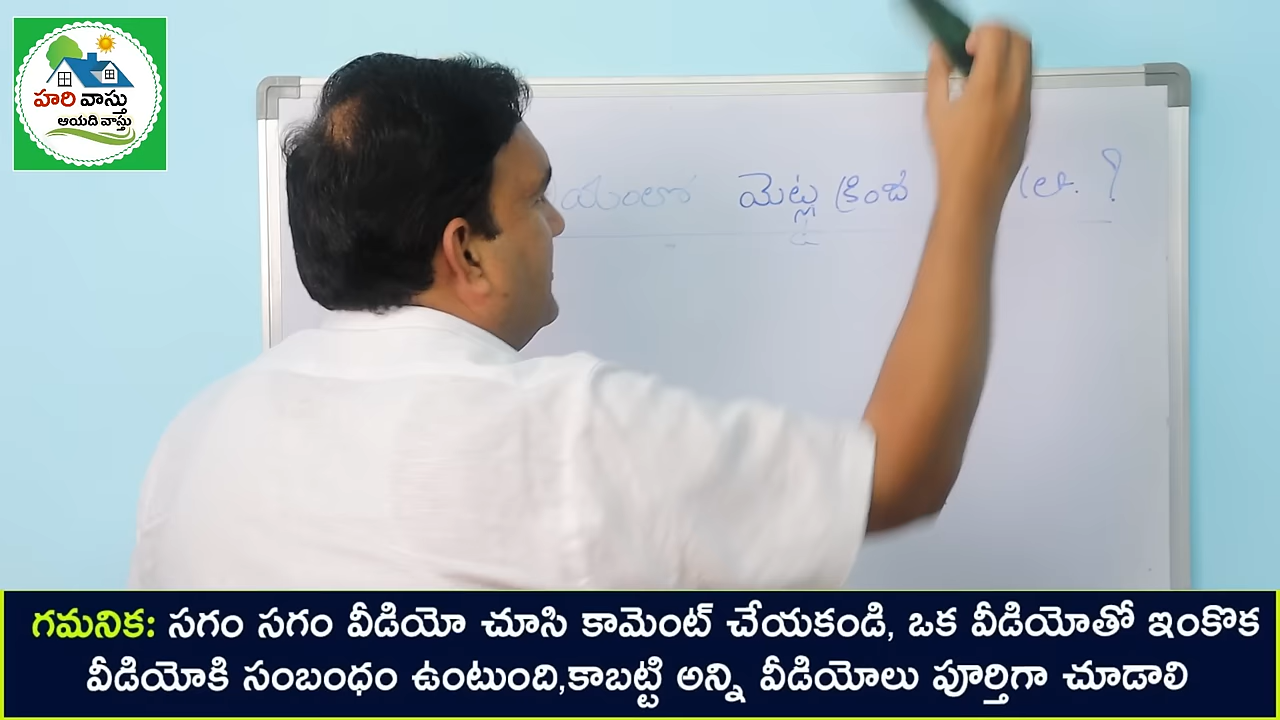 హరి వాస్తు
ఆయది వాస్తు
మెట్ల క్రింద
గమనిక: సగం సగం వీడియో చూసి కామెంట్ చేయకండి, ఒక వీడియోతో ఇంకొక
వీడియోకి సంబంధం ఉంటుంది,కాబట్టి అన్ని వీడియోలు పూర్తిగా చూడాలి